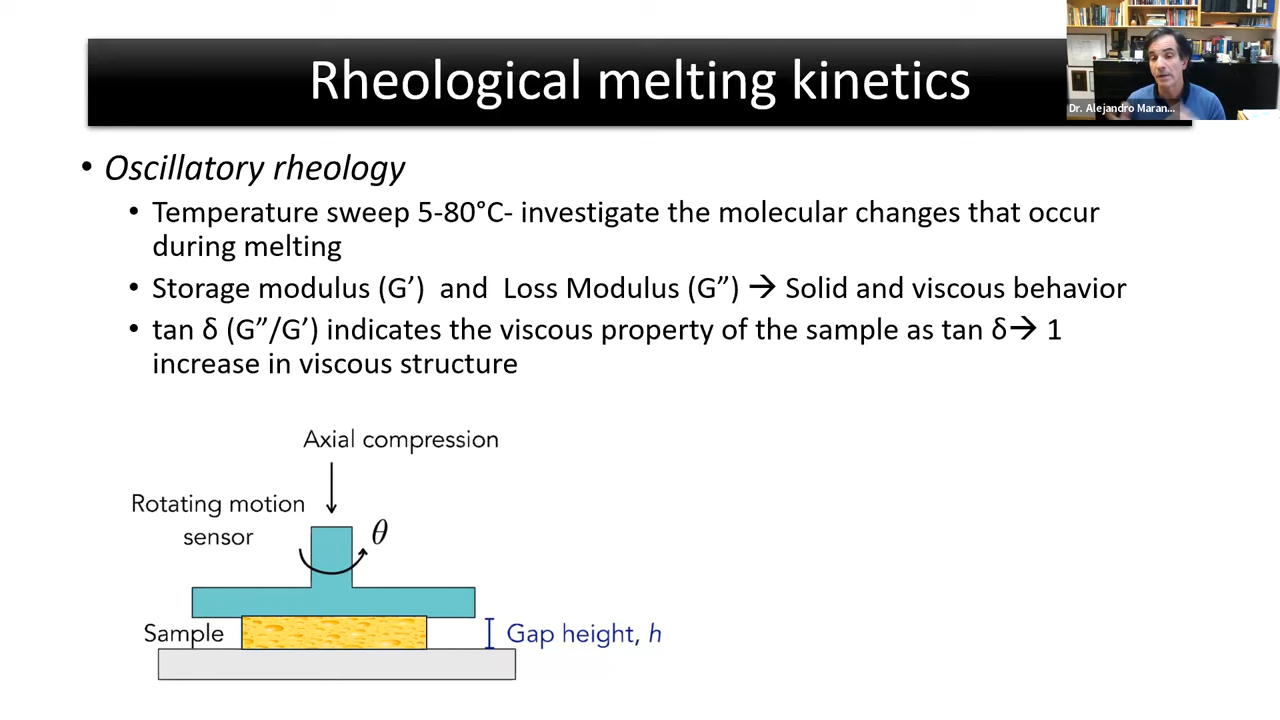 Rheological melting kinetics
Dr. Alejandro Maran...
• Oscillatory rheology
• Temperature sweep 5-80°C- investigate the molecular changes that occur
during melting
• Storage modulus (G’) and Loss Modulus (G”) → Solid and viscous behavior
• tan δ (G”/G’) indicates the viscous property of the sample as tan δ→ 1
increase in viscous structure
Axial compression
Rotating motion
sensor
θ
Sample
Gap height, h